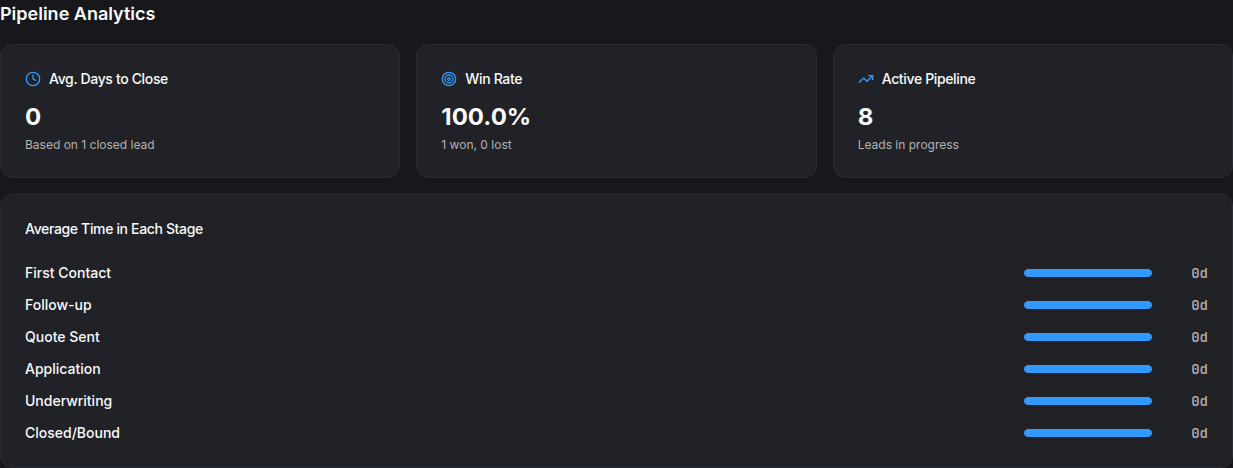 Pipeline Analytics
Avg. Days to Close
0
Based on 1 closed lead
Win Rate
100.0%
1 won, 0 lost
Active Pipeline
8
Leads in progress
Average Time in Each Stage
First Contact 0d
Follow-up 0d
Quote Sent 0d
Application 0d
Underwriting 0d
Closed/Bound 0d